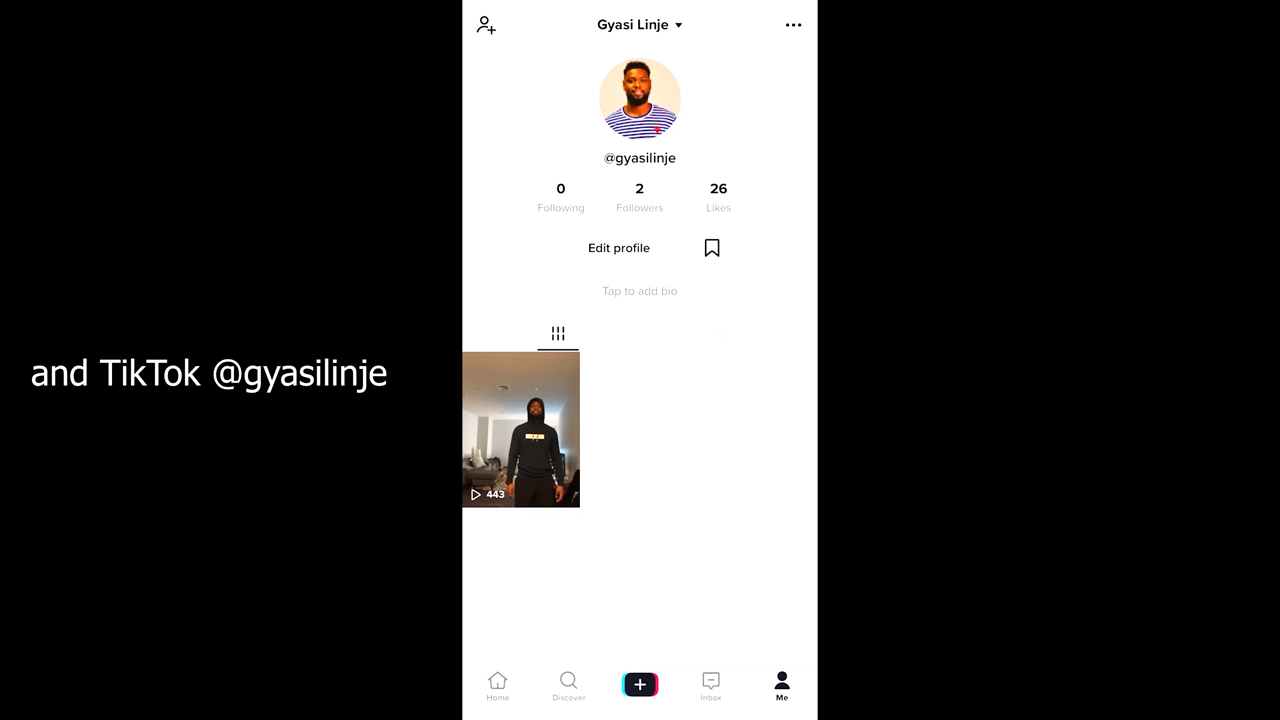 Gyasi Linje
@gyasilinje
0 2 26
Following Followers Likes
Edit profile
Tap to add bio
and TikTok @gyasilinje
443
Home Discover Inbox Me